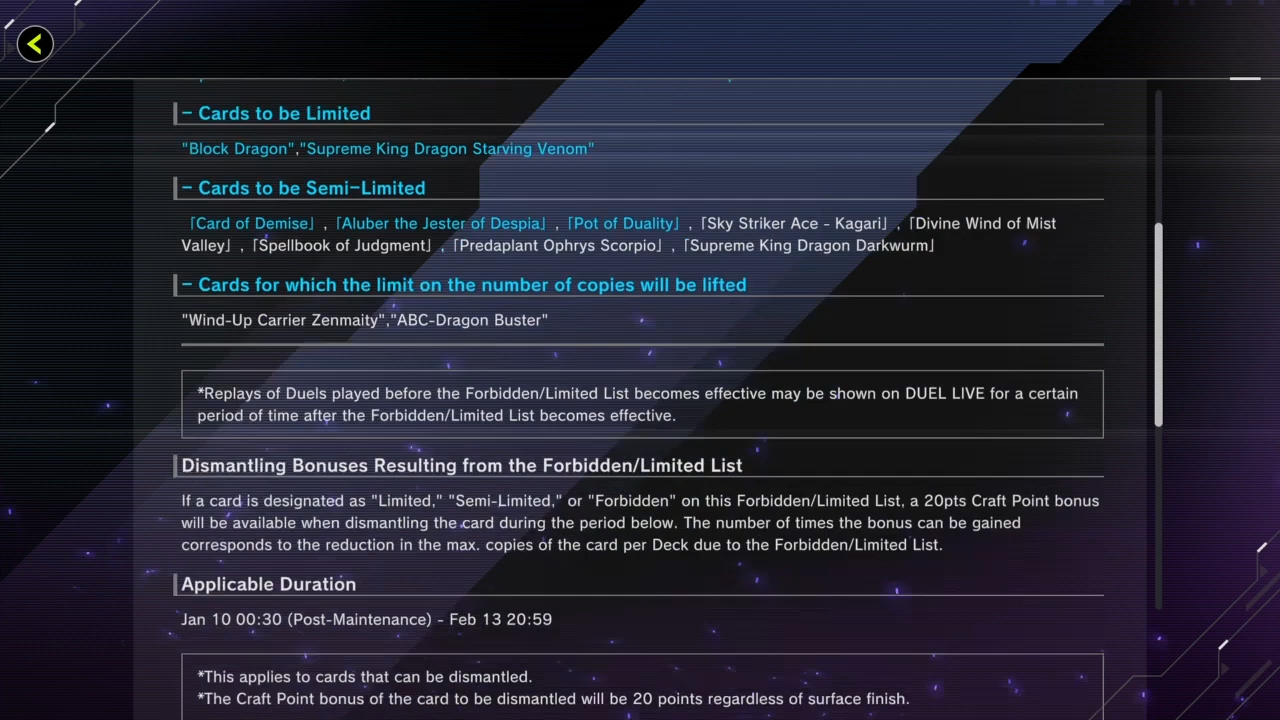 – Cards to be Limited
"Block Dragon","Supreme King Dragon Starving Venom"
– Cards to be Semi-Limited
「Card of Demise」 , 「Aluber the Jester of Despia」 , 「Pot of Duality」 , 「Sky Striker Ace - Kagari」 , 「Divine Wind of Mist
Valley」 , 「Spellbook of Judgment」 , 「Predaplant Ophrys Scorpio」 , 「Supreme King Dragon Darkwurm」
– Cards for which the limit on the number of copies will be lifted
"Wind-Up Carrier Zenmaity","ABC-Dragon Buster"
*Replays of Duels played before the Forbidden/Limited List becomes effective may be shown on DUEL LIVE for a certain
period of time after the Forbidden/Limited List becomes effective.
Dismantling Bonuses Resulting from the Forbidden/Limited List
If a card is designated as "Limited," "Semi-Limited," or "Forbidden" on this Forbidden/Limited List, a 20pts Craft Point bonus
will be available when dismantling the card during the period below. The number of times the bonus can be gained
corresponds to the reduction in the max. copies of the card per Deck due to the Forbidden/Limited List.
Applicable Duration
Jan 10 00:30 (Post-Maintenance) - Feb 13 20:59
*This applies to cards that can be dismantled.
*The Craft Point bonus of the card to be dismantled will be 20 points regardless of surface finish.